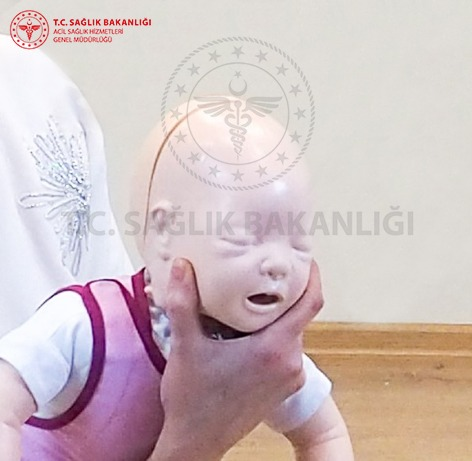 T.C. SAĞLIK BAKANLIĞI
ACİL SAĞLIK HİZMETLERİ
GENEL MÜDÜRLÜĞÜ
T.C. SAĞLIK BAKANLIĞI